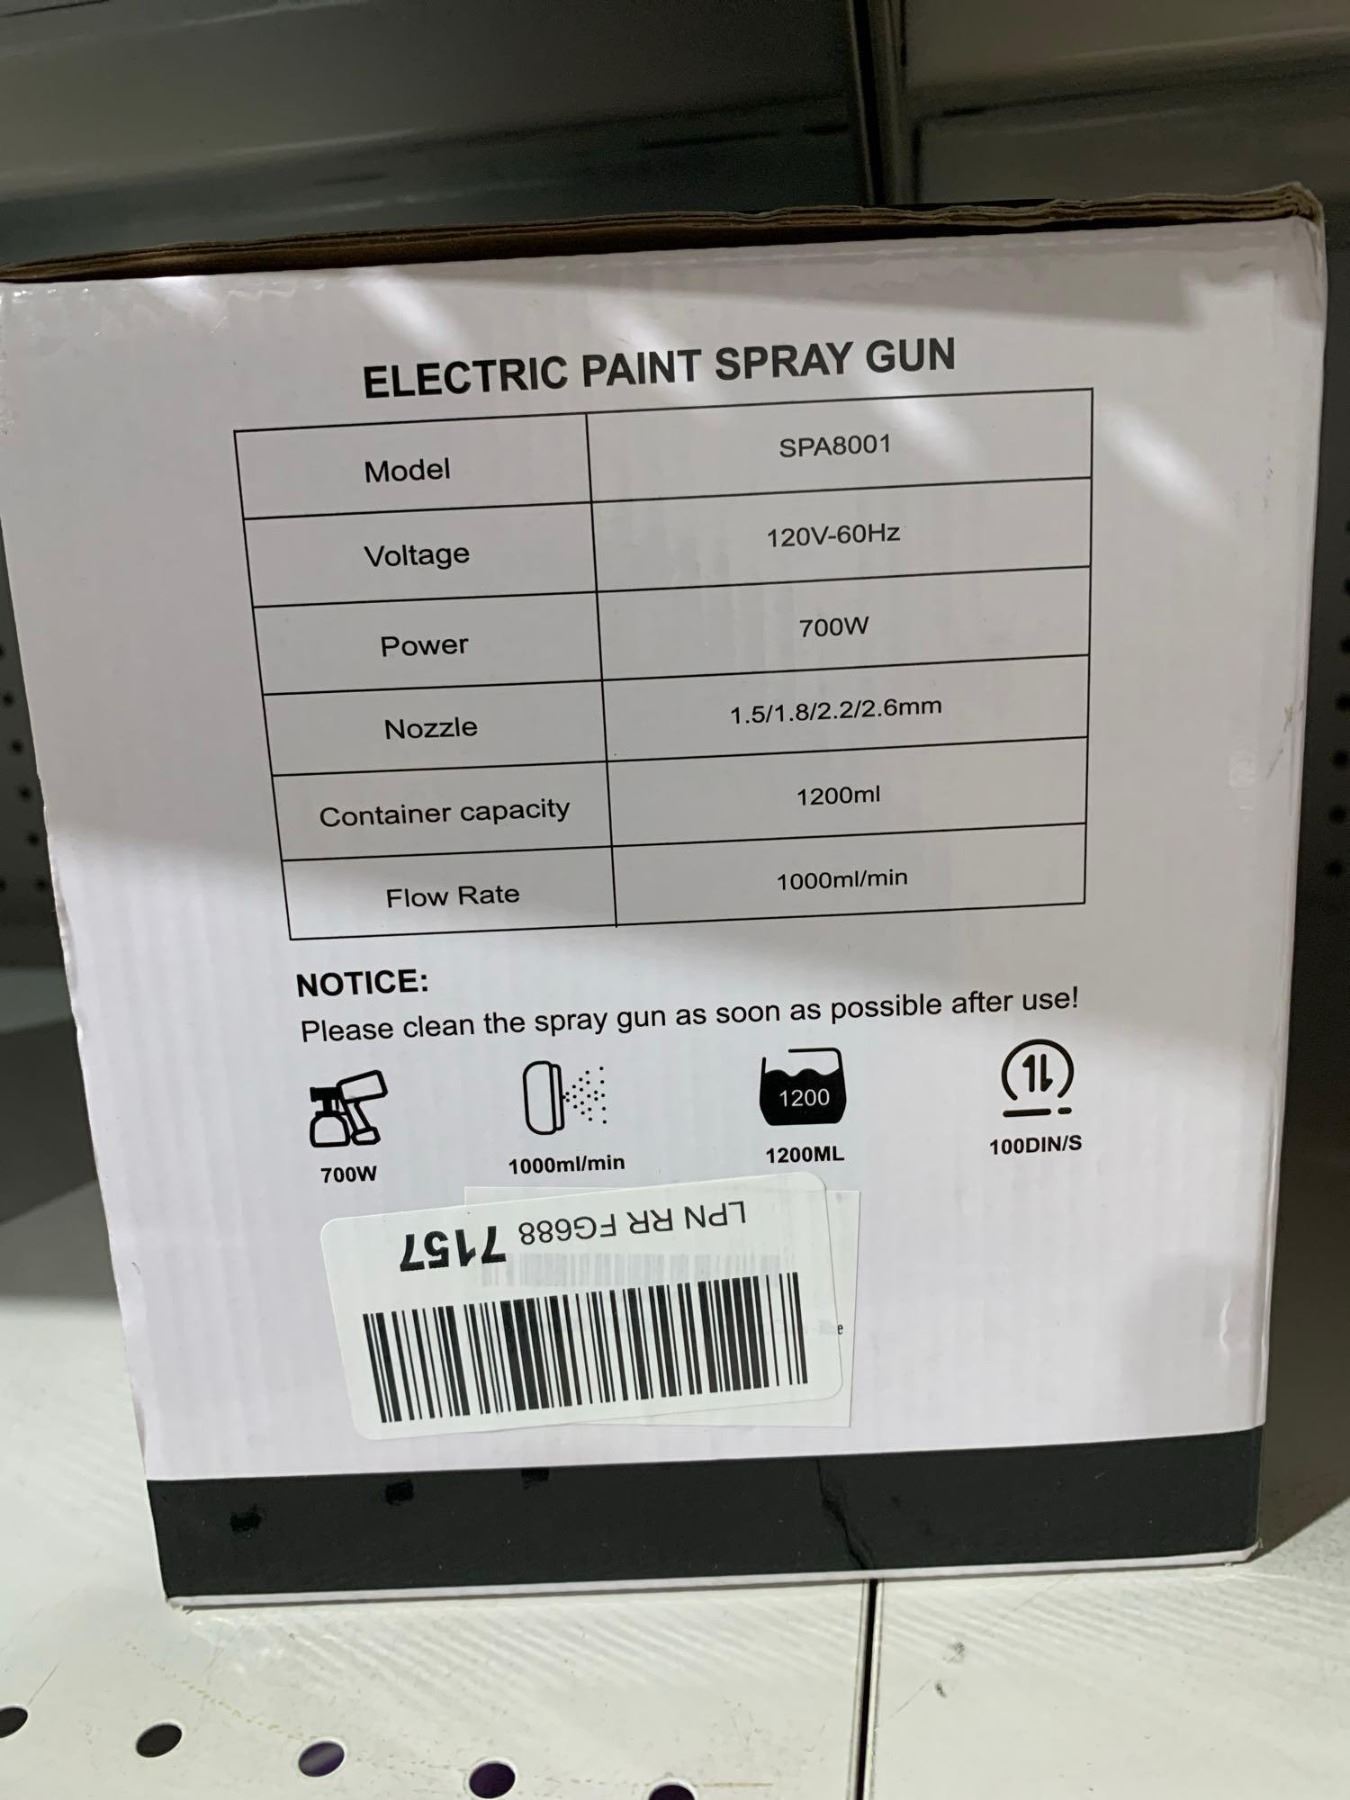 ELECTRIC PAINT SPRAY GUN
Model SPA8001
Voltage 120V-60Hz
Power 700W
Nozzle 1.5/1.8/2.2/2.6mm
Container capacity 1200ml
Flow Rate 1000ml/min
NOTICE:
Please clean the spray gun as soon as possible after use!
1200
700W 1000ml/min 1200ML 100DIN/S
LPN RR FG688 7157
e